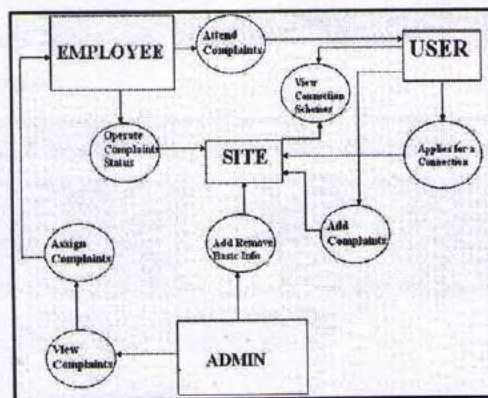 EMPLOYEE
Attend
Complaints
USER
View
Connection
Schemes
Operate
Complaints
Status
SITE
Applies for a
Connection
Assign
Complaints
Add Remove
Basic Info
Add
Complaints
View
Complaints
ADMIN